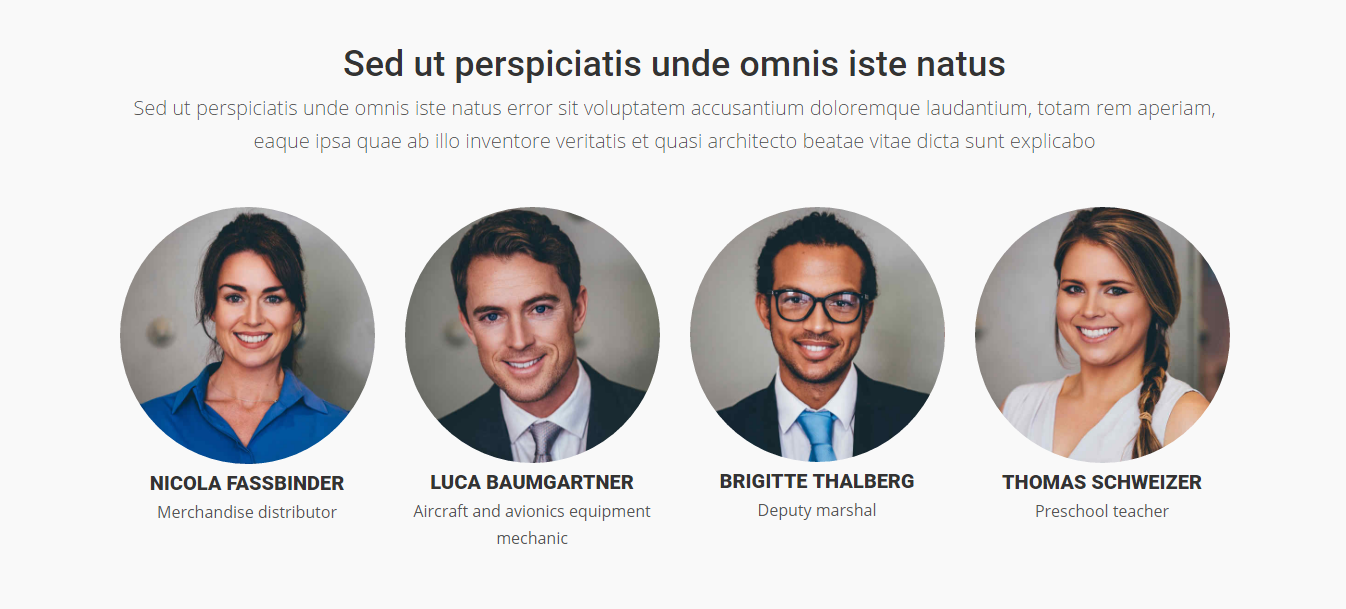 Sed ut perspiciatis unde omnis iste natus
Sed ut perspiciatis unde omnis iste natus error sit voluptatem accusantium doloremque laudantium, totam rem aperiam,
eaque ipsa quae ab illo inventore veritatis et quasi architecto beatae vitae dicta sunt explicabo
NICOLA FASSBINDER
Merchandise distributor
LUCA BAUMGARTNER
Aircraft and avionics equipment
mechanic
BRIGITTE THALBERG
Deputy marshal
THOMAS SCHWEIZER
Preschool teacher